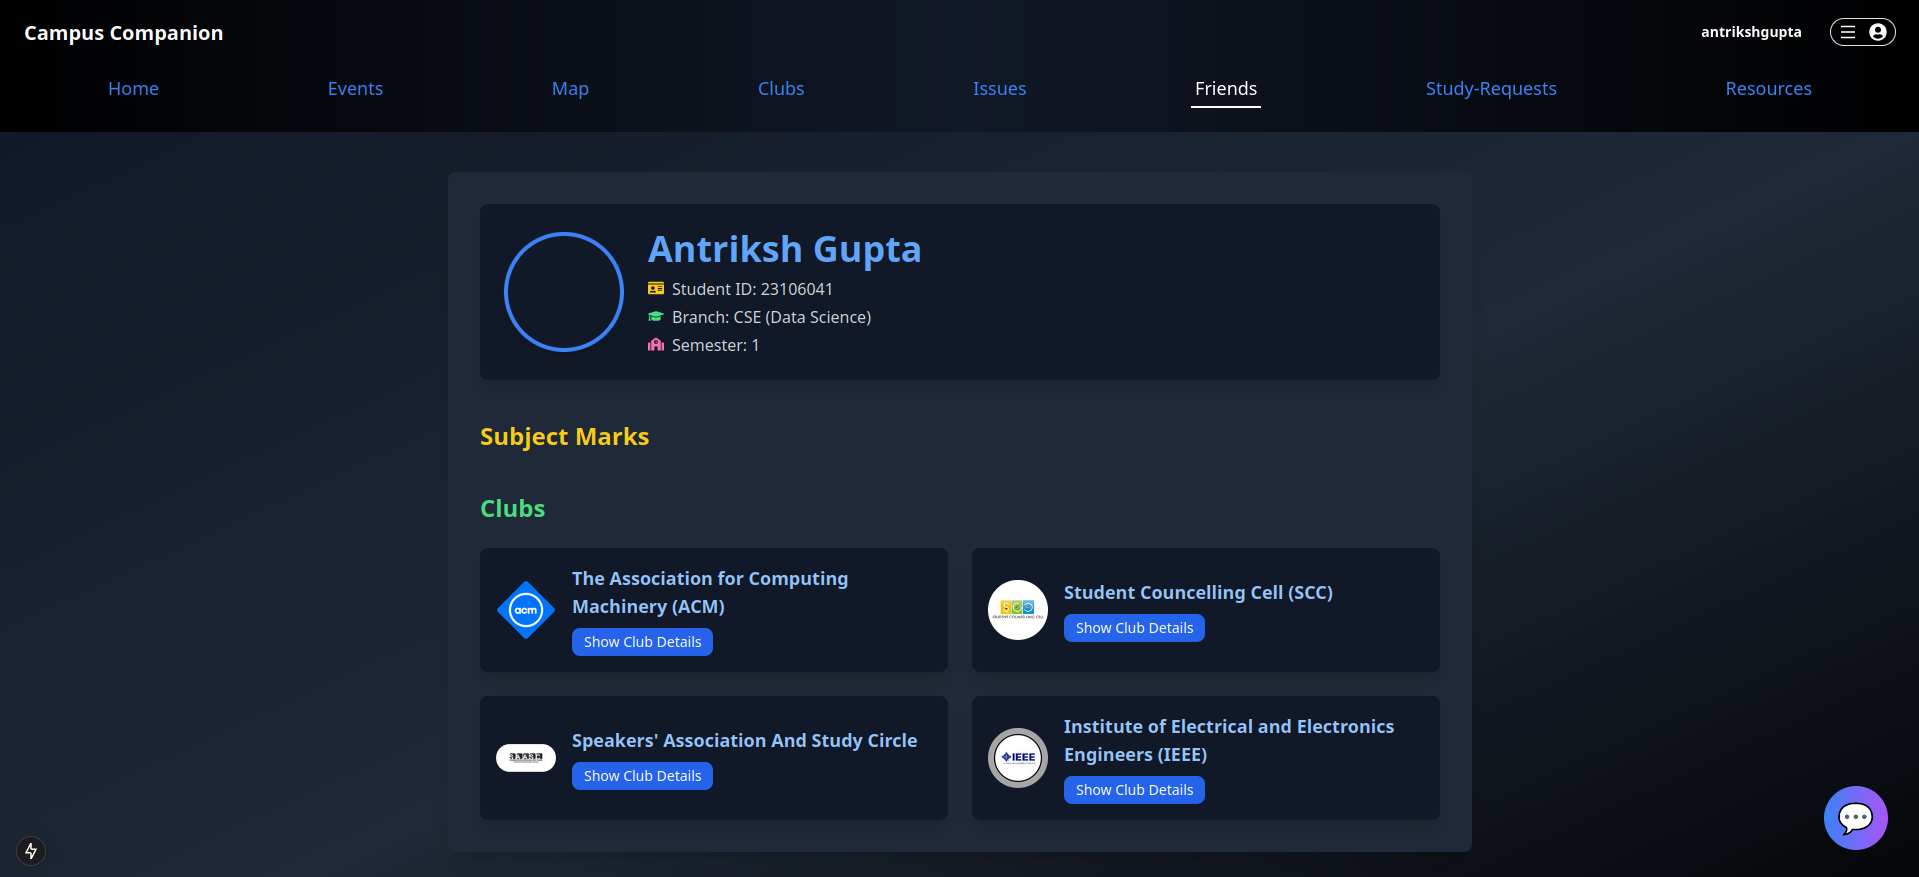 Campus Companion
antrikshgupta
Home
Events
Map
Clubs
Issues
Friends
Study-Requests
Resources
Antriksh Gupta
Student ID: 23106041
Branch: CSE (Data Science)
Semester: 1
Subject Marks
Clubs
acm
The Association for Computing
Machinery (ACM)
Show Club Details
Student Councelling Cell (SCC)
Show Club Details
Speakers' Association And Study Circle
Show Club Details
IEEE
Institute of Electrical and Electronics
Engineers (IEEE)
Show Club Details